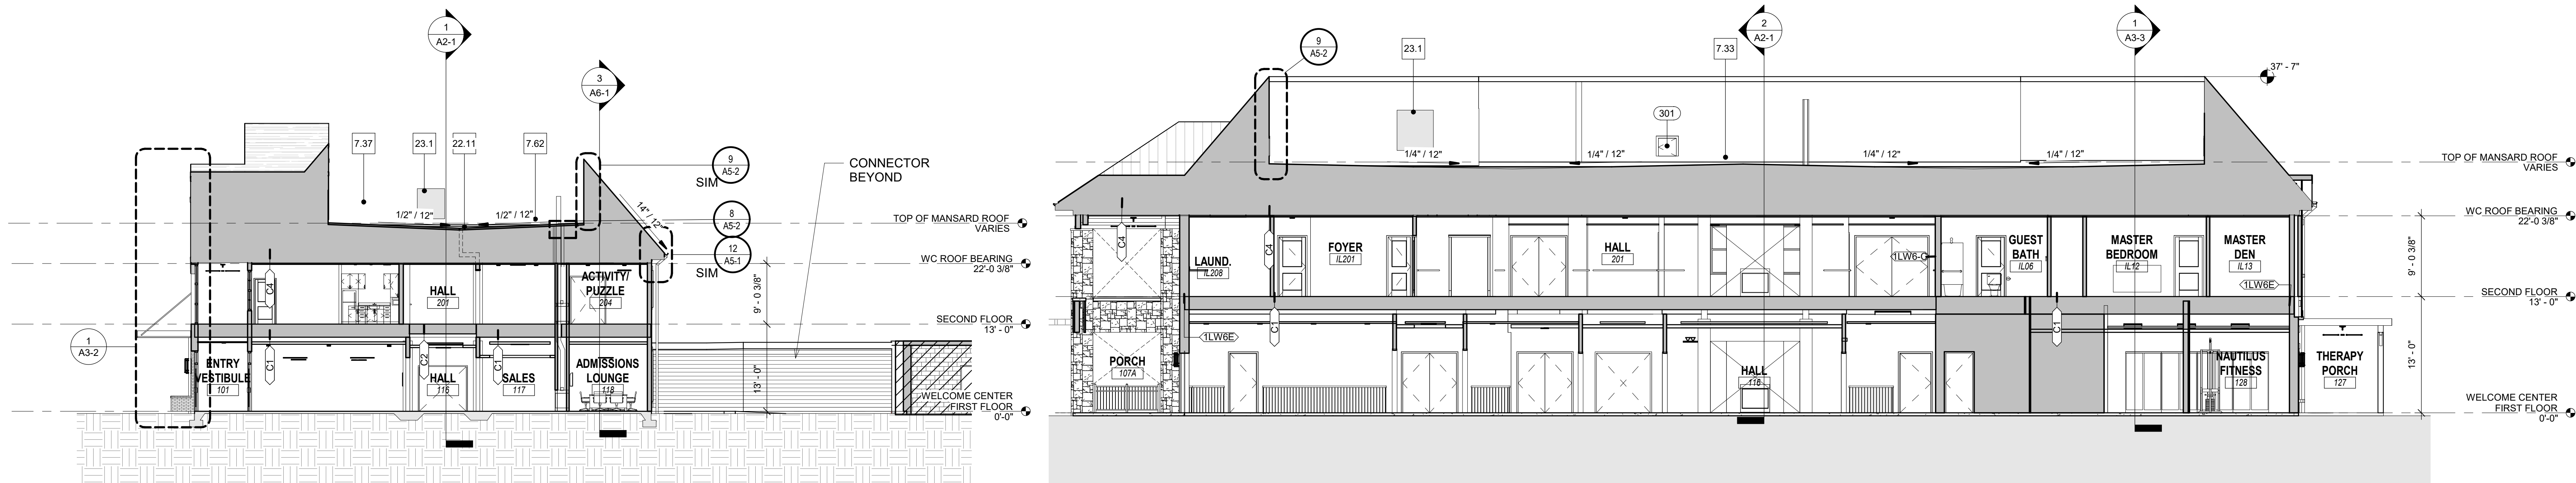 1
A2-1
3
A6-1
7.37
23.1
22.11
7.62
9
A5-2
SIM
8
A5-2
12
A5-1
SIM
1/2" / 12"
1/2" / 12"
14" / 12"
CONNECTOR
BEYOND
TOP OF MANSARD ROOF
VARIES
WC ROOF BEARING
22'-0 3/8"
SECOND FLOOR
13' - 0"
WELCOME CENTER
FIRST FLOOR
0'-0"
9' - 0 3/8"
13' - 0"
1
A3-2
C4
HALL
201
ACTIVITY/
PUZZLE
204
ENTRY
VESTIBULE
101
C1
C2
HALL
116
C1
SALES
117
ADMISSIONS
LOUNGE
118
9
A5-2
23.1
2
A2-1
7.33
1
A3-3
37' - 7"
301
1/4" / 12"
1/4" / 12"
1/4" / 12"
1/4" / 12"
TOP OF MANSARD ROOF
VARIES
WC ROOF BEARING
22'-0 3/8"
SECOND FLOOR
13' - 0"
WELCOME CENTER
FIRST FLOOR
0'-0"
9' - 0 3/8"
13' - 0"
C4
LAUND.
IL208
C4
FOYER
IL201
HALL
201
1LW6-C
GUEST
BATH
IL06
MASTER
BEDROOM
IL12
MASTER
DEN
IL13
1LW6E
C1
1LW6E
PORCH
107A
HALL
116
C1
NAUTILUS
FITNESS
128
THERAPY
PORCH
127